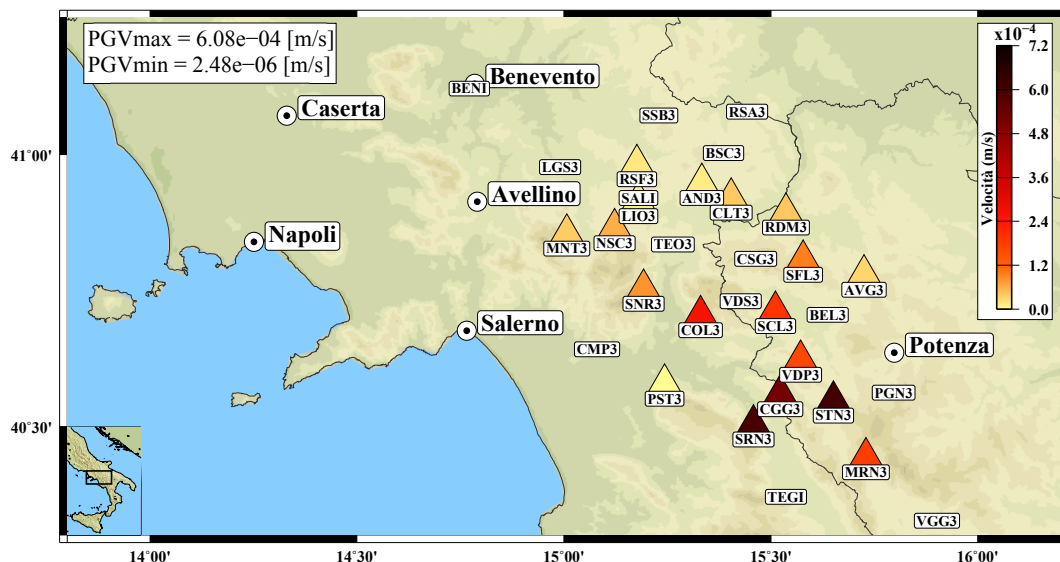 PGVmax = 6.08e−04 [m/s]
PGVmin = 2.48e−06 [m/s]
x10⁻⁴
7.2
6.0
4.8
3.6
2.4
1.2
0.0
Velocità (m/s)
Benevento
BENI
Caserta
SSB3
RSA3
41°00'
BSC3
LGS3
RSF3
Avellino
SALI
AND3
LIO3
CLT3
RDM3
Napoli
NSC3
TEO3
MNT3
CSG3
SFL3
AVG3
VDS3
SNR3
BEL3
Salerno
COL3
SCL3
CMP3
Potenza
VDP3
PST3
PGN3
CGG3
STN3
40°30'
SRN3
MRN3
TEGI
VGG3
14°00'
14°30'
15°00'
15°30'
16°00'